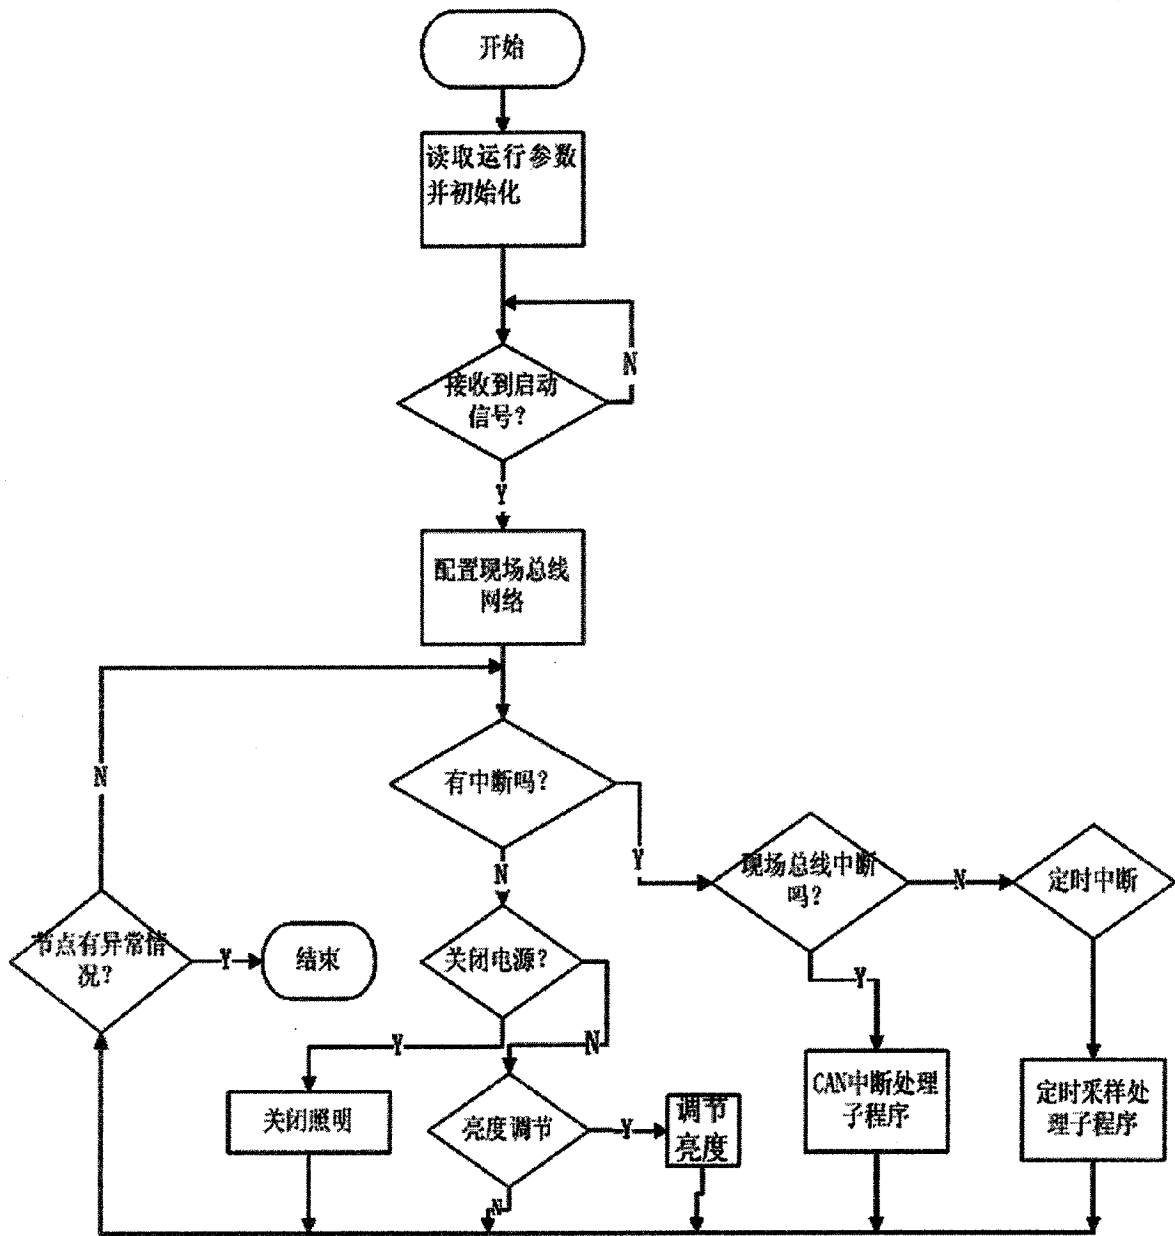 开始
读取运行参数
并初始化
N
接收到启动
信号？
Y
配置现场总线
网络
N
有中断吗？
Y
N
现场总线中断
吗？
N
定时中断
节点有异常情
况？
Y
结束
关闭电源？
Y
Y
N
关闭照明
亮度调节
Y
调节
亮度
CAN中断处理
子程序
定时采样处
理子程序
N